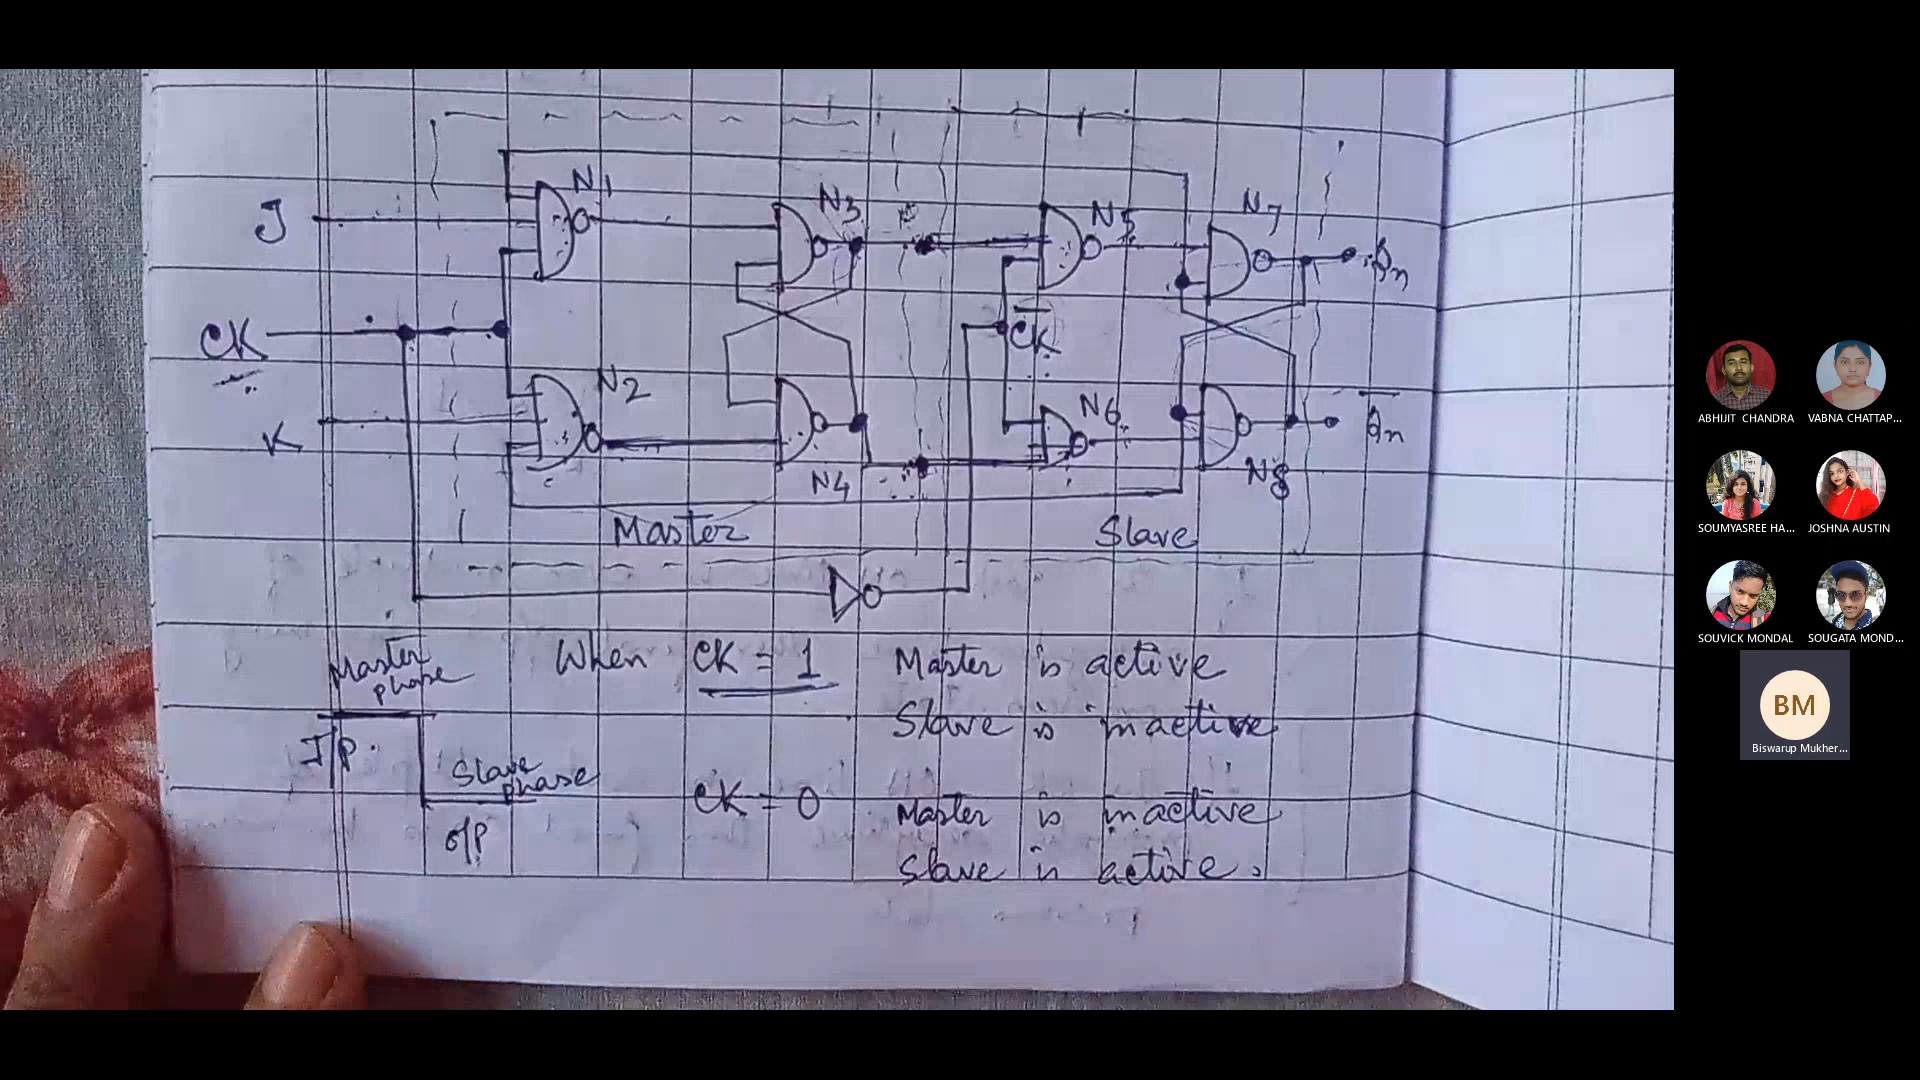 N1
N3
N5
N7
J
Qn
CK
C̅K̅
N2
N6
K
Q̅n
N4
N8
Master
Slave
Master
phase
When CK = 1 Master is active
Slave is inactive
I/P.
Slave
phase
CK = 0 Master is inactive
O/P
Slave is active.
ABHIJIT CHANDRA
VABNA CHATTAP...
SOUMYASREE HA...
JOSHNA AUSTIN
SOUVICK MONDAL
SOUGATA MOND...
BM
Biswarup Mukher...